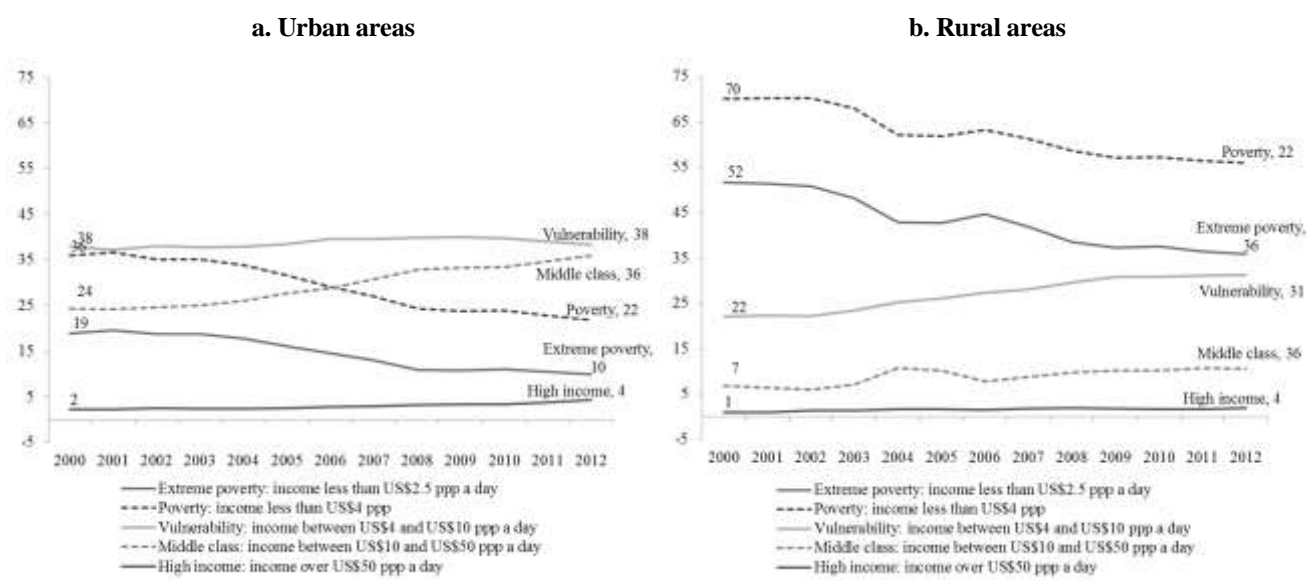 a. Urban areas
75
65
55
45
35
25
15
5
-5
38
36
24
19
2
Vulnerability, 38
Middle class, 36
Poverty, 22
Extreme poverty,
10
High income, 4
2000 2001 2002 2003 2004 2005 2006 2007 2008 2009 2010 2011 2012
Extreme poverty: income less than US$2.5 ppp a day
Poverty: income less than US$4 ppp
Vulnerability: income between US$4 and US$10 ppp a day
Middle class: income between US$10 and US$50 ppp a day
High income: income over US$50 ppp a day
b. Rural areas
75
65
55
45
35
25
15
5
-5
70
52
22
7
1
Poverty, 22
Extreme poverty,
36
Vulnerability, 31
Middle class, 36
High income, 4
2000 2001 2002 2003 2004 2005 2006 2007 2008 2009 2010 2011 2012
Extreme poverty: income less than US$2.5 ppp a day
Poverty: income less than US$4 ppp
Vulnerability: income between US$4 and US$10 ppp a day
Middle class: income between US$10 and US$50 ppp a day
High income: income over US$50 ppp a day